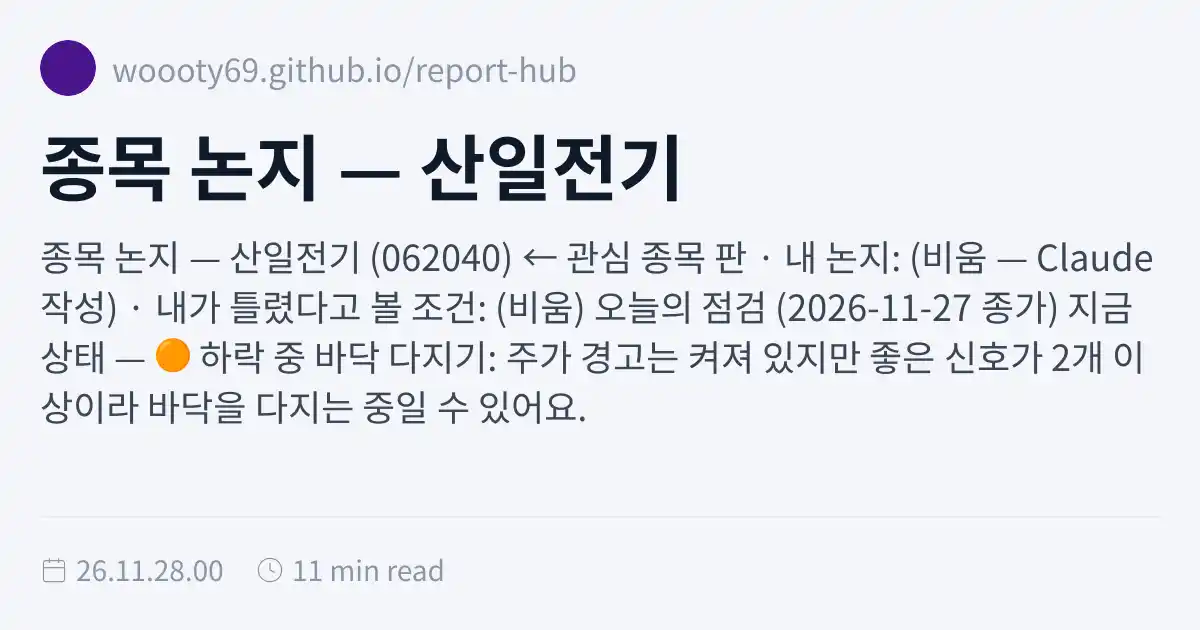 woooty69.github.io/report-hub
종목 논지 — 산일전기
종목 논지 — 산일전기 (062040) ← 관심 종목 판 · 내 논지: (비움 — Claude
작성) · 내가 틀렸다고 볼 조건: (비움) 오늘의 점검 (2026-11-27 종가) 지금
상태 — 🟠 하락 중 바닥 다지기: 주가 경고는 켜져 있지만 좋은 신호가 2개 이
상이라 바닥을 다지는 중일 수 있어요.
26.11.28.00 11 min read